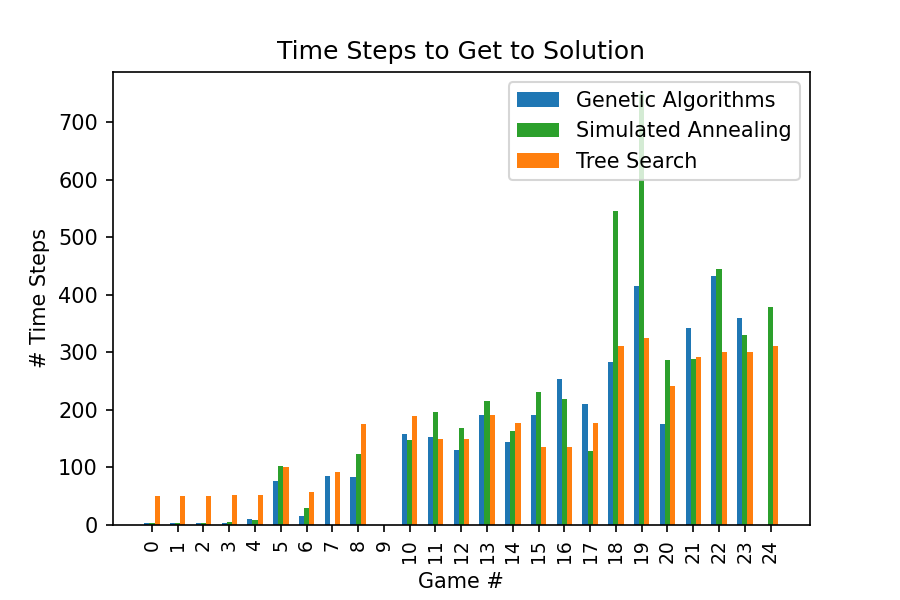 Time Steps to Get to Solution
Genetic Algorithms
Simulated Annealing
Tree Search
# Time Steps
700
600
500
400
300
200
100
0
0 1 2 3 4 5 6 7 8 9 10 11 12 13 14 15 16 17 18 19 20 21 22 23 24
Game #